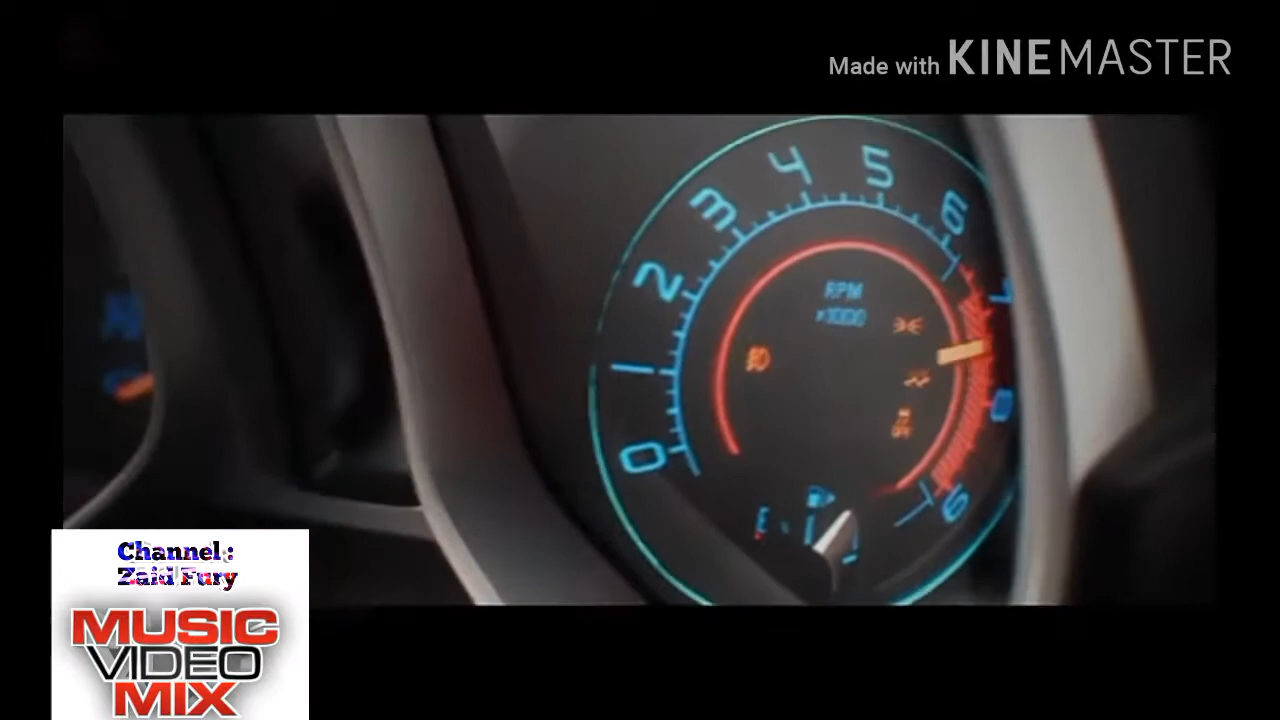 Made with KINEMASTER
4
5
3
6
2
RPM
x1000
1
8
0
9
E
OFF
Channel :
Zaid Fury
MUSIC
VIDEO
MIX